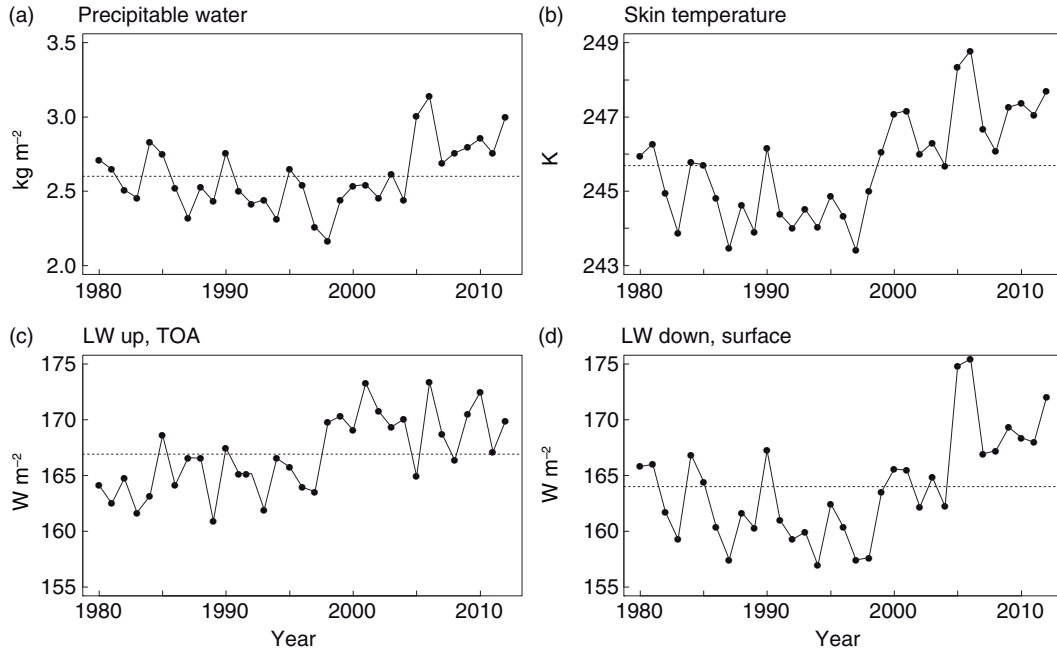 (a) Precipitable water
kg m⁻²
3.5
3.0
2.5
2.0
1980 1990 2000 2010
(b) Skin temperature
K
249
247
245
243
1980 1990 2000 2010
(c) LW up, TOA
W m⁻²
175
170
165
160
155
1980 1990 2000 2010
Year
(d) LW down, surface
W m⁻²
175
170
165
160
155
1980 1990 2000 2010
Year